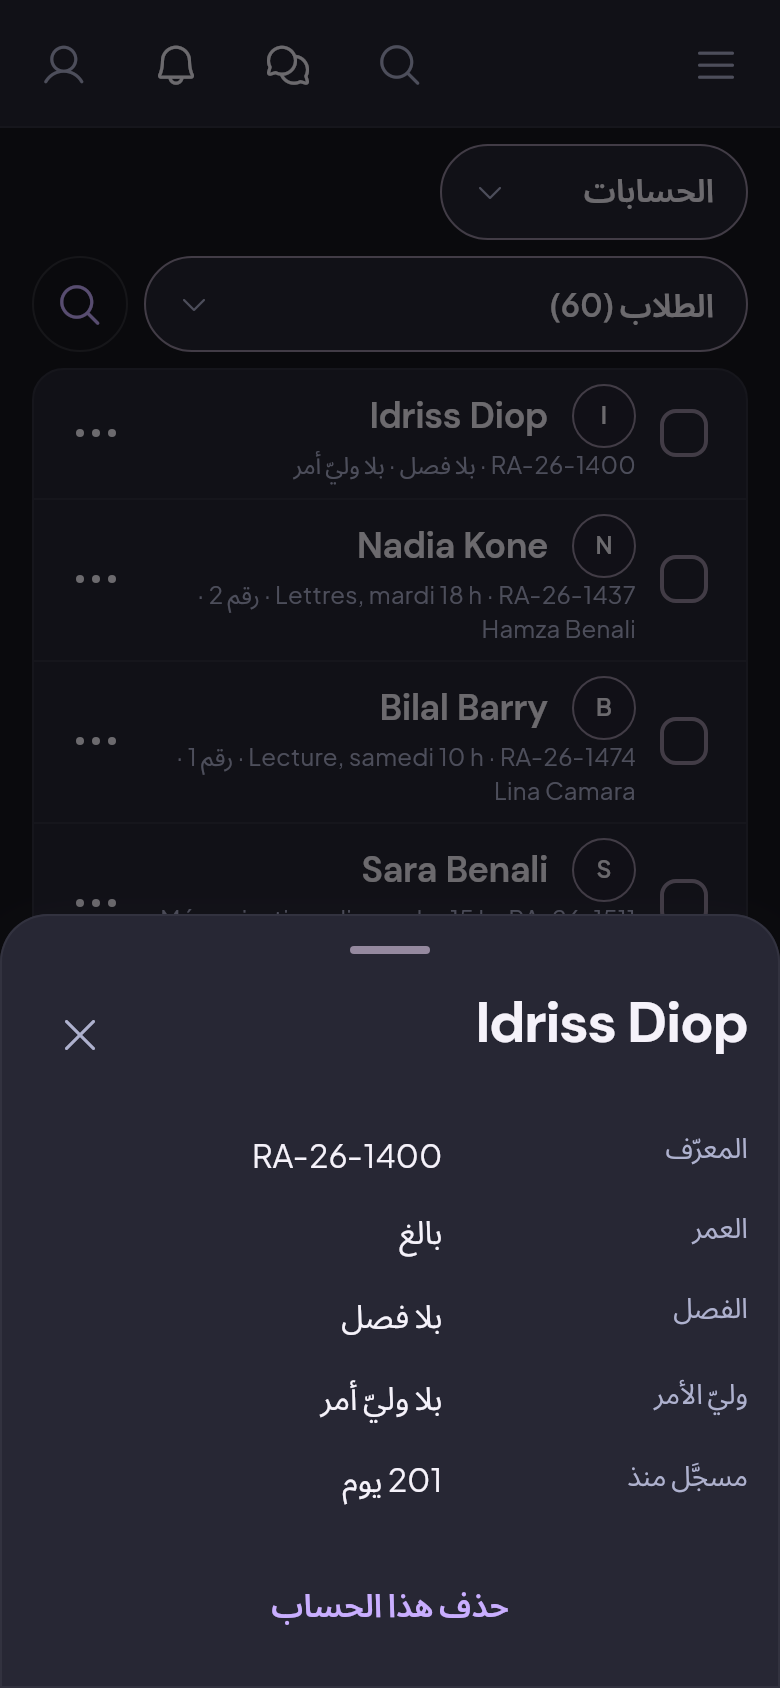 الحسابات
الطلاب (60)
I Idriss Diop
RA-26-1400 · بلا فصل · بلا وليّ أمر
N Nadia Kone
RA-26-1437 · Lettres, mardi 18 h · رقم 2 ·
Hamza Benali
B Bilal Barry
RA-26-1474 · Lecture, samedi 10 h · رقم 1 ·
Lina Camara
S Sara Benali
Idriss Diop
المعرّف RA-26-1400
العمر بالغ
الفصل بلا فصل
وليّ الأمر بلا وليّ أمر
مسجَّل منذ 201 يوم
حذف هذا الحساب